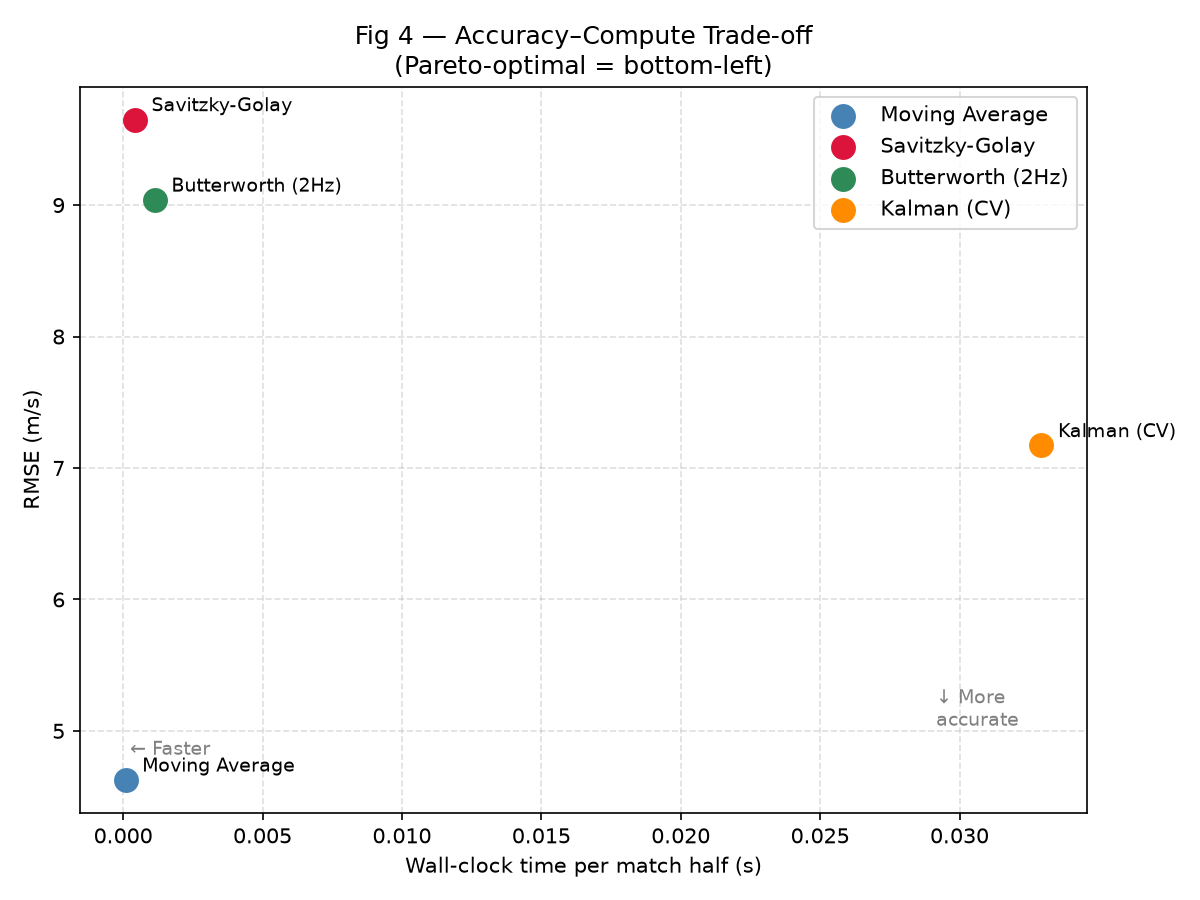 Fig 4 — Accuracy–Compute Trade-off
(Pareto-optimal = bottom-left)
Savitzky-Golay
Butterworth (2Hz)
Moving Average
Savitzky-Golay
Butterworth (2Hz)
Kalman (CV)
9
8
Kalman (CV)
7
RMSE (m/s)
6
↓ More
accurate
5
← Faster
Moving Average
0.000 0.005 0.010 0.015 0.020 0.025 0.030
Wall-clock time per match half (s)